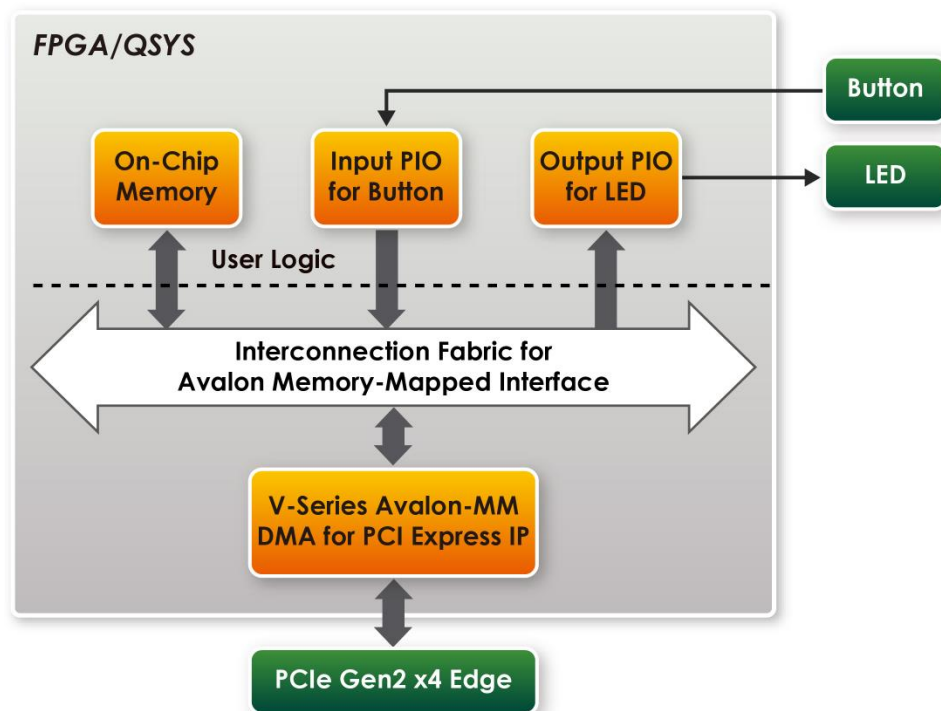 FPGA/QSYS
Button
On-Chip
Memory
Input PIO
for Button
Output PIO
for LED
LED
User Logic
Interconnection Fabric for
Avalon Memory-Mapped Interface
V-Series Avalon-MM
DMA for PCI Express IP
PCIe Gen2 x4 Edge